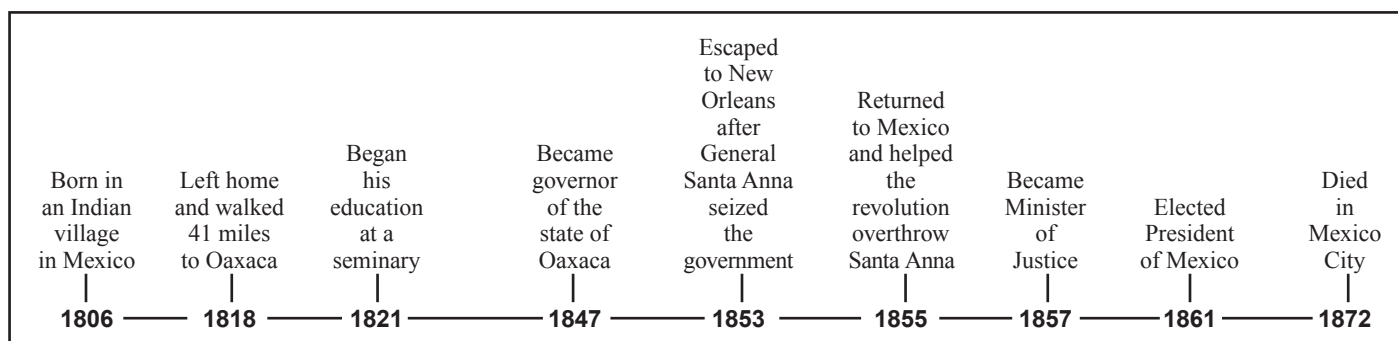 Born in
an Indian
village
in Mexico
Left home
and walked
41 miles
to Oaxaca
Began
his
education
at a
seminary
Became
governor
of the
state of
Oaxaca
Escaped
to New
Orleans
after
General
Santa Anna
seized
the
government
Returned
to Mexico
and helped
the
revolution
overthrow
Santa Anna
Became
Minister
of
Justice
Elected
President
of Mexico
Died
in
Mexico
City
1806 1818 1821 1847 1853 1855 1857 1861 1872